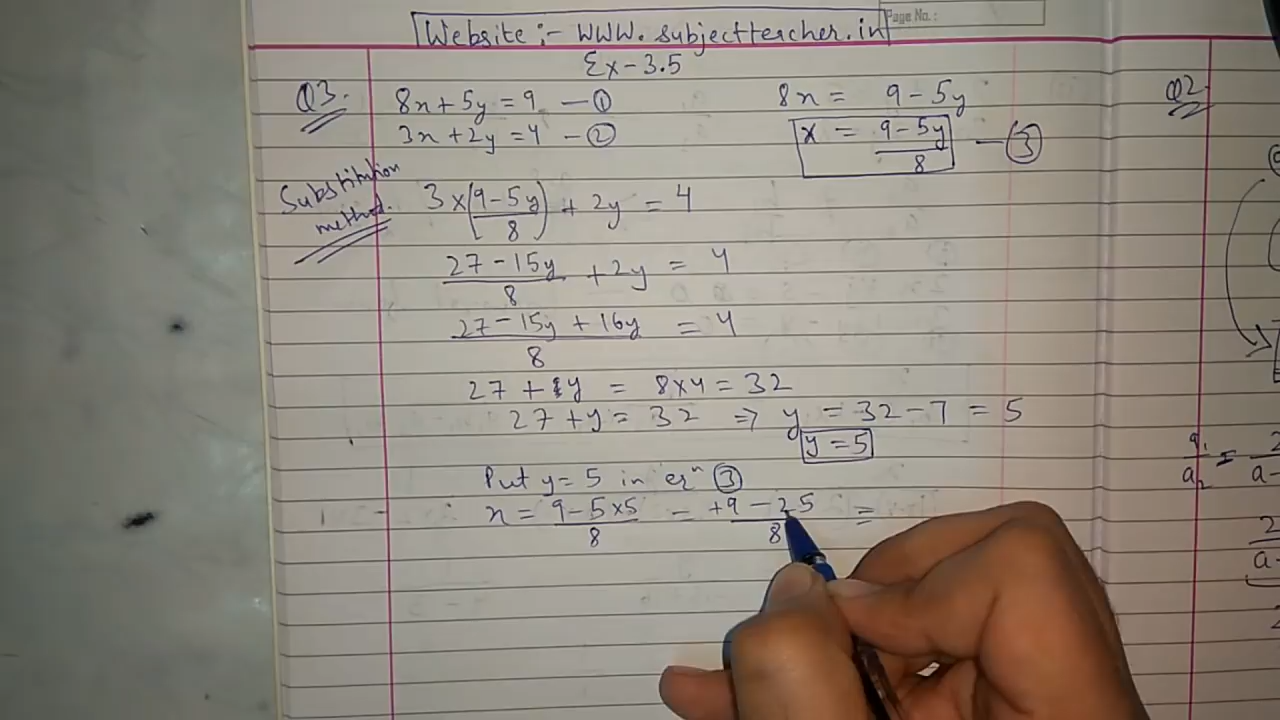 Page No.:
Website:- WWW.subjectteacher.in
Ex-3.5
Q3.
8x+5y=9 —①
3x+2y=4 -②
8x = 9-5y
x = 9-5y/8 —③
Substitution method.
3×(9-5y/8) + 2y = 4
27-15y/8 + 2y = 4
27-15y+16y/8 = 4
27+1y = 8×4 = 32
27+y = 32 ⇒ y = 32-7 = 5
y=5
Put y=5 in eqⁿ ③
x = 9-5×5/8 = +9-25/8 =
Q2
a₁/a₂ =